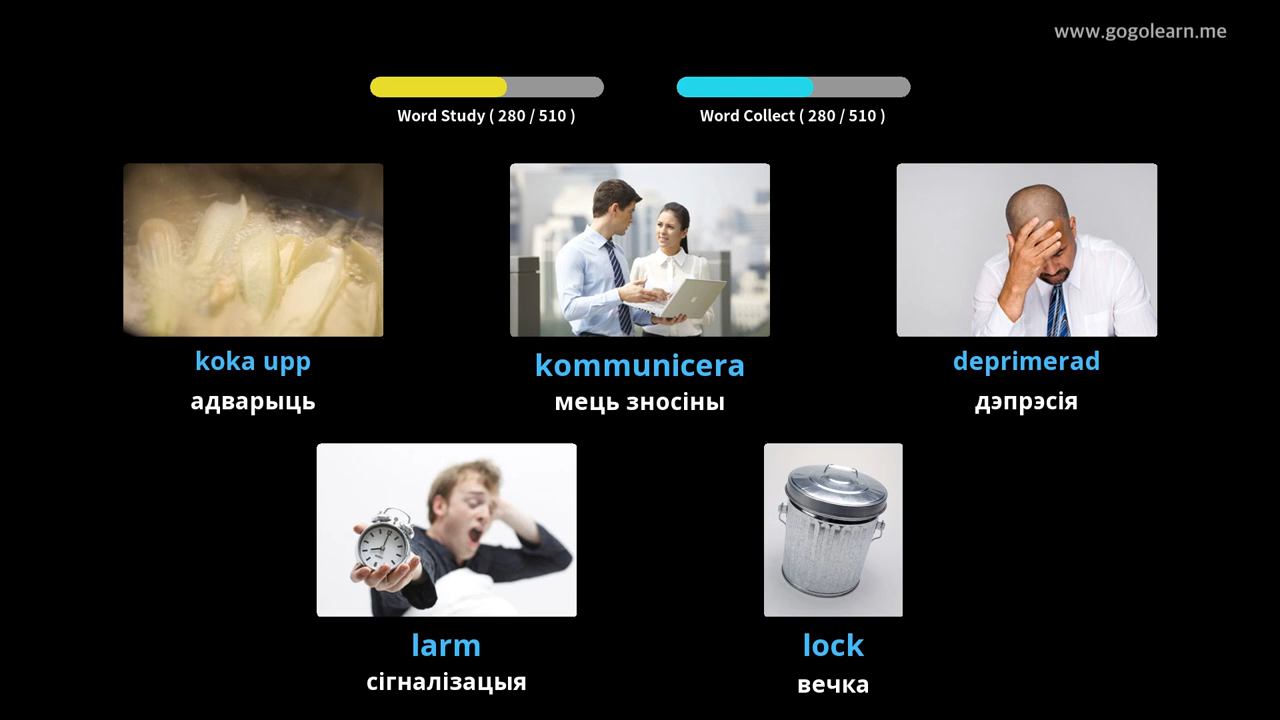 www.gogolearn.me
Word Study ( 280 / 510 )
Word Collect ( 280 / 510 )
koka upp
адварыць
kommunicera
мець зносіны
deprimerad
дэпрэсія
larm
сігналізацыя
lock
вечка